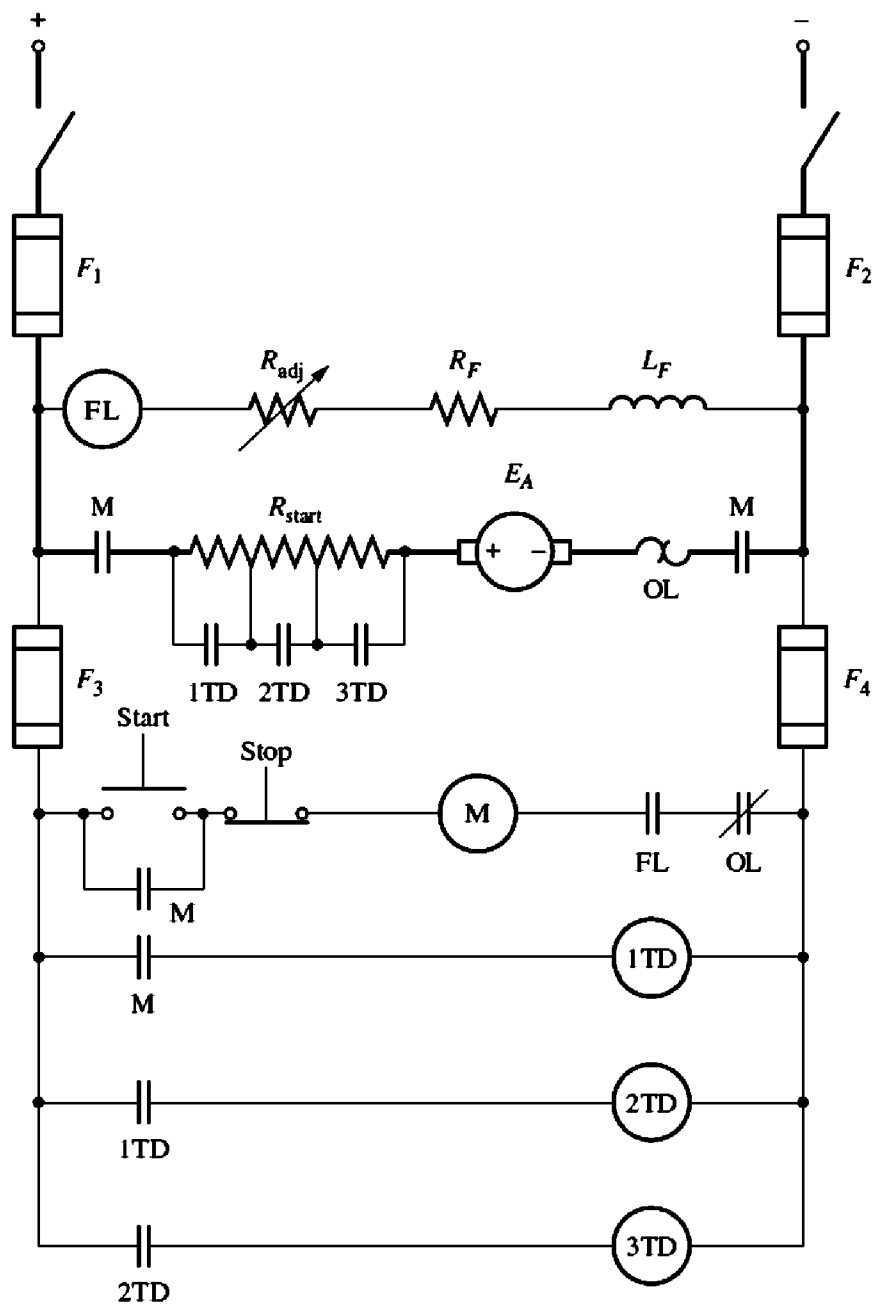 + −
F1 F2
Radj RF LF
FL
EA
M Rstart M
+ −
OL
1TD 2TD 3TD
F3 F4
Start
Stop
M
FL OL
M
1TD
M
2TD
1TD
3TD
2TD